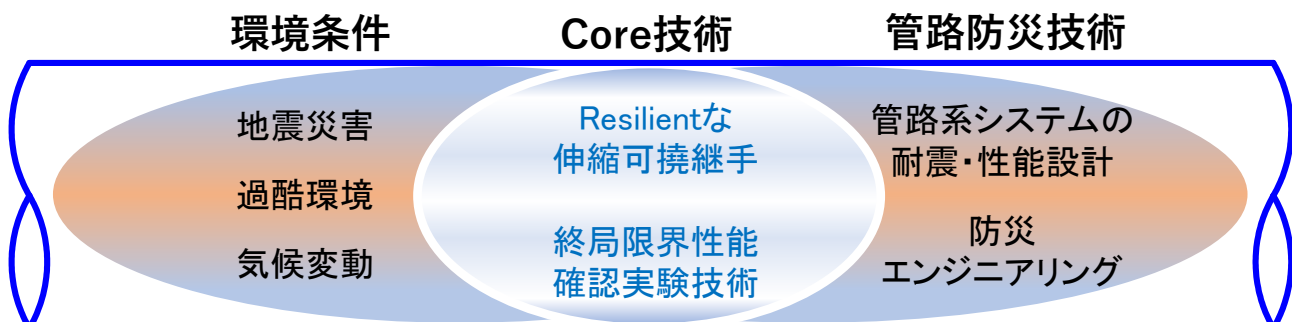 環境条件
Core技術
管路防災技術
地震災害
過酷環境
気候変動
Resilientな
伸縮可撓継手
終局限界性能
確認実験技術
管路系システムの
耐震・性能設計
防災
エンジニアリング